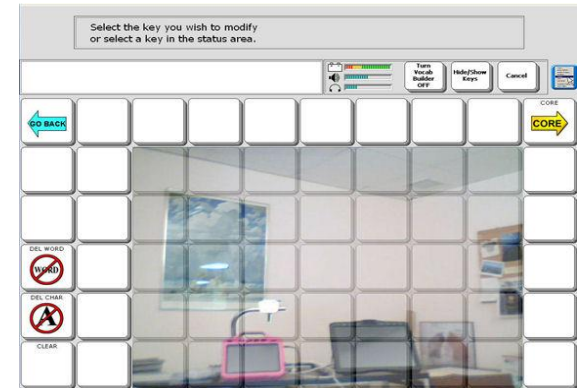 Select the key you wish to modify
or select a key in the status area.
Turn
Vocab
Builder
OFF
Hide/Show
Keys
Cancel
CORE
GO BACK
CORE
DEL WORD
WORD
DEL CHAR
A
CLEAR